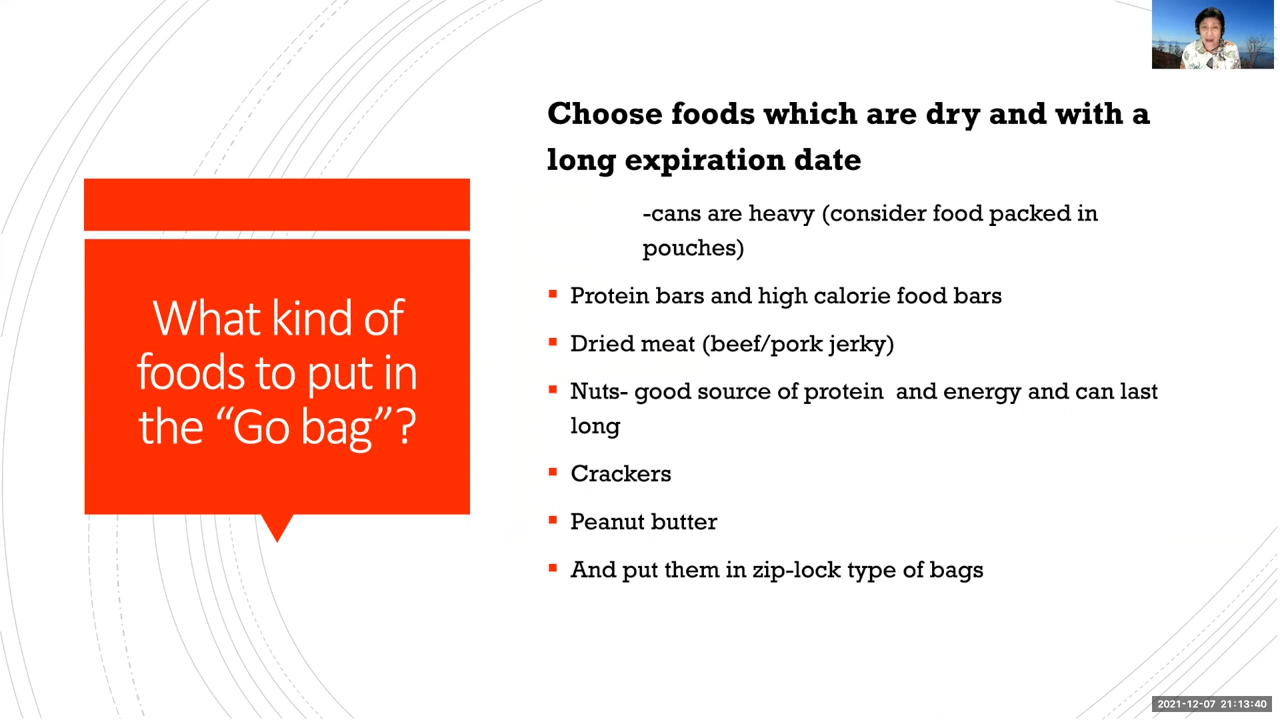 What kind of
foods to put in
the “Go bag”?
Choose foods which are dry and with a
long expiration date
-cans are heavy (consider food packed in
pouches)
Protein bars and high calorie food bars
Dried meat (beef/pork jerky)
Nuts- good source of protein  and energy and can last
long
Crackers
Peanut butter
And put them in zip-lock type of bags
2021-12-07 21:13:40